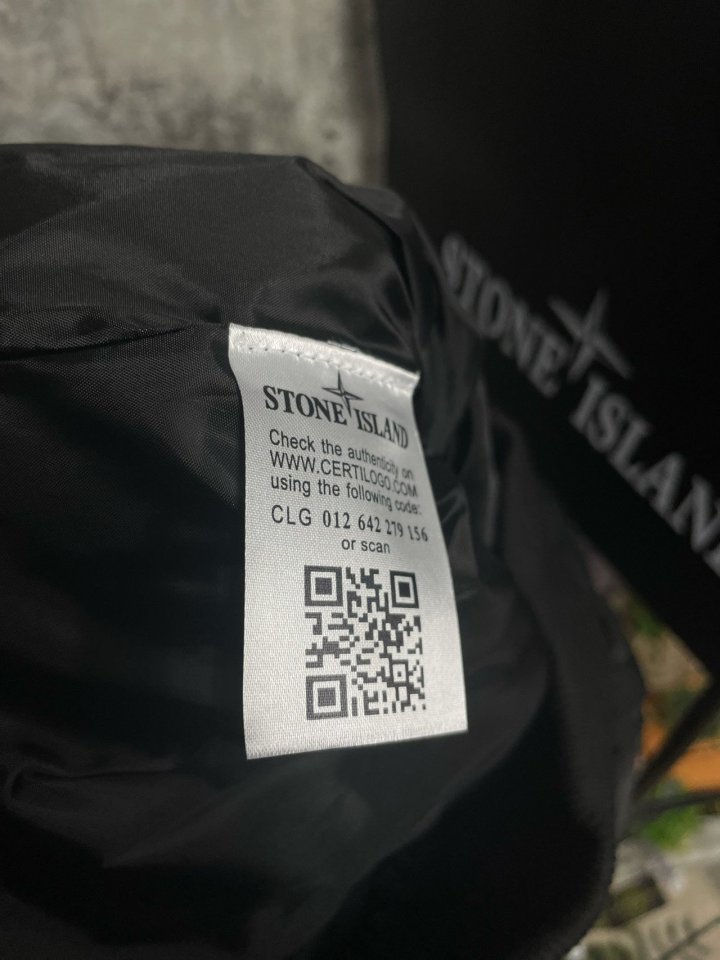 STONE ISLAND
Check the authenticity on
WWW.CERTILOGO.COM
using the following code:
CLG 012 642 279 156
or scan
STONE ISLAND